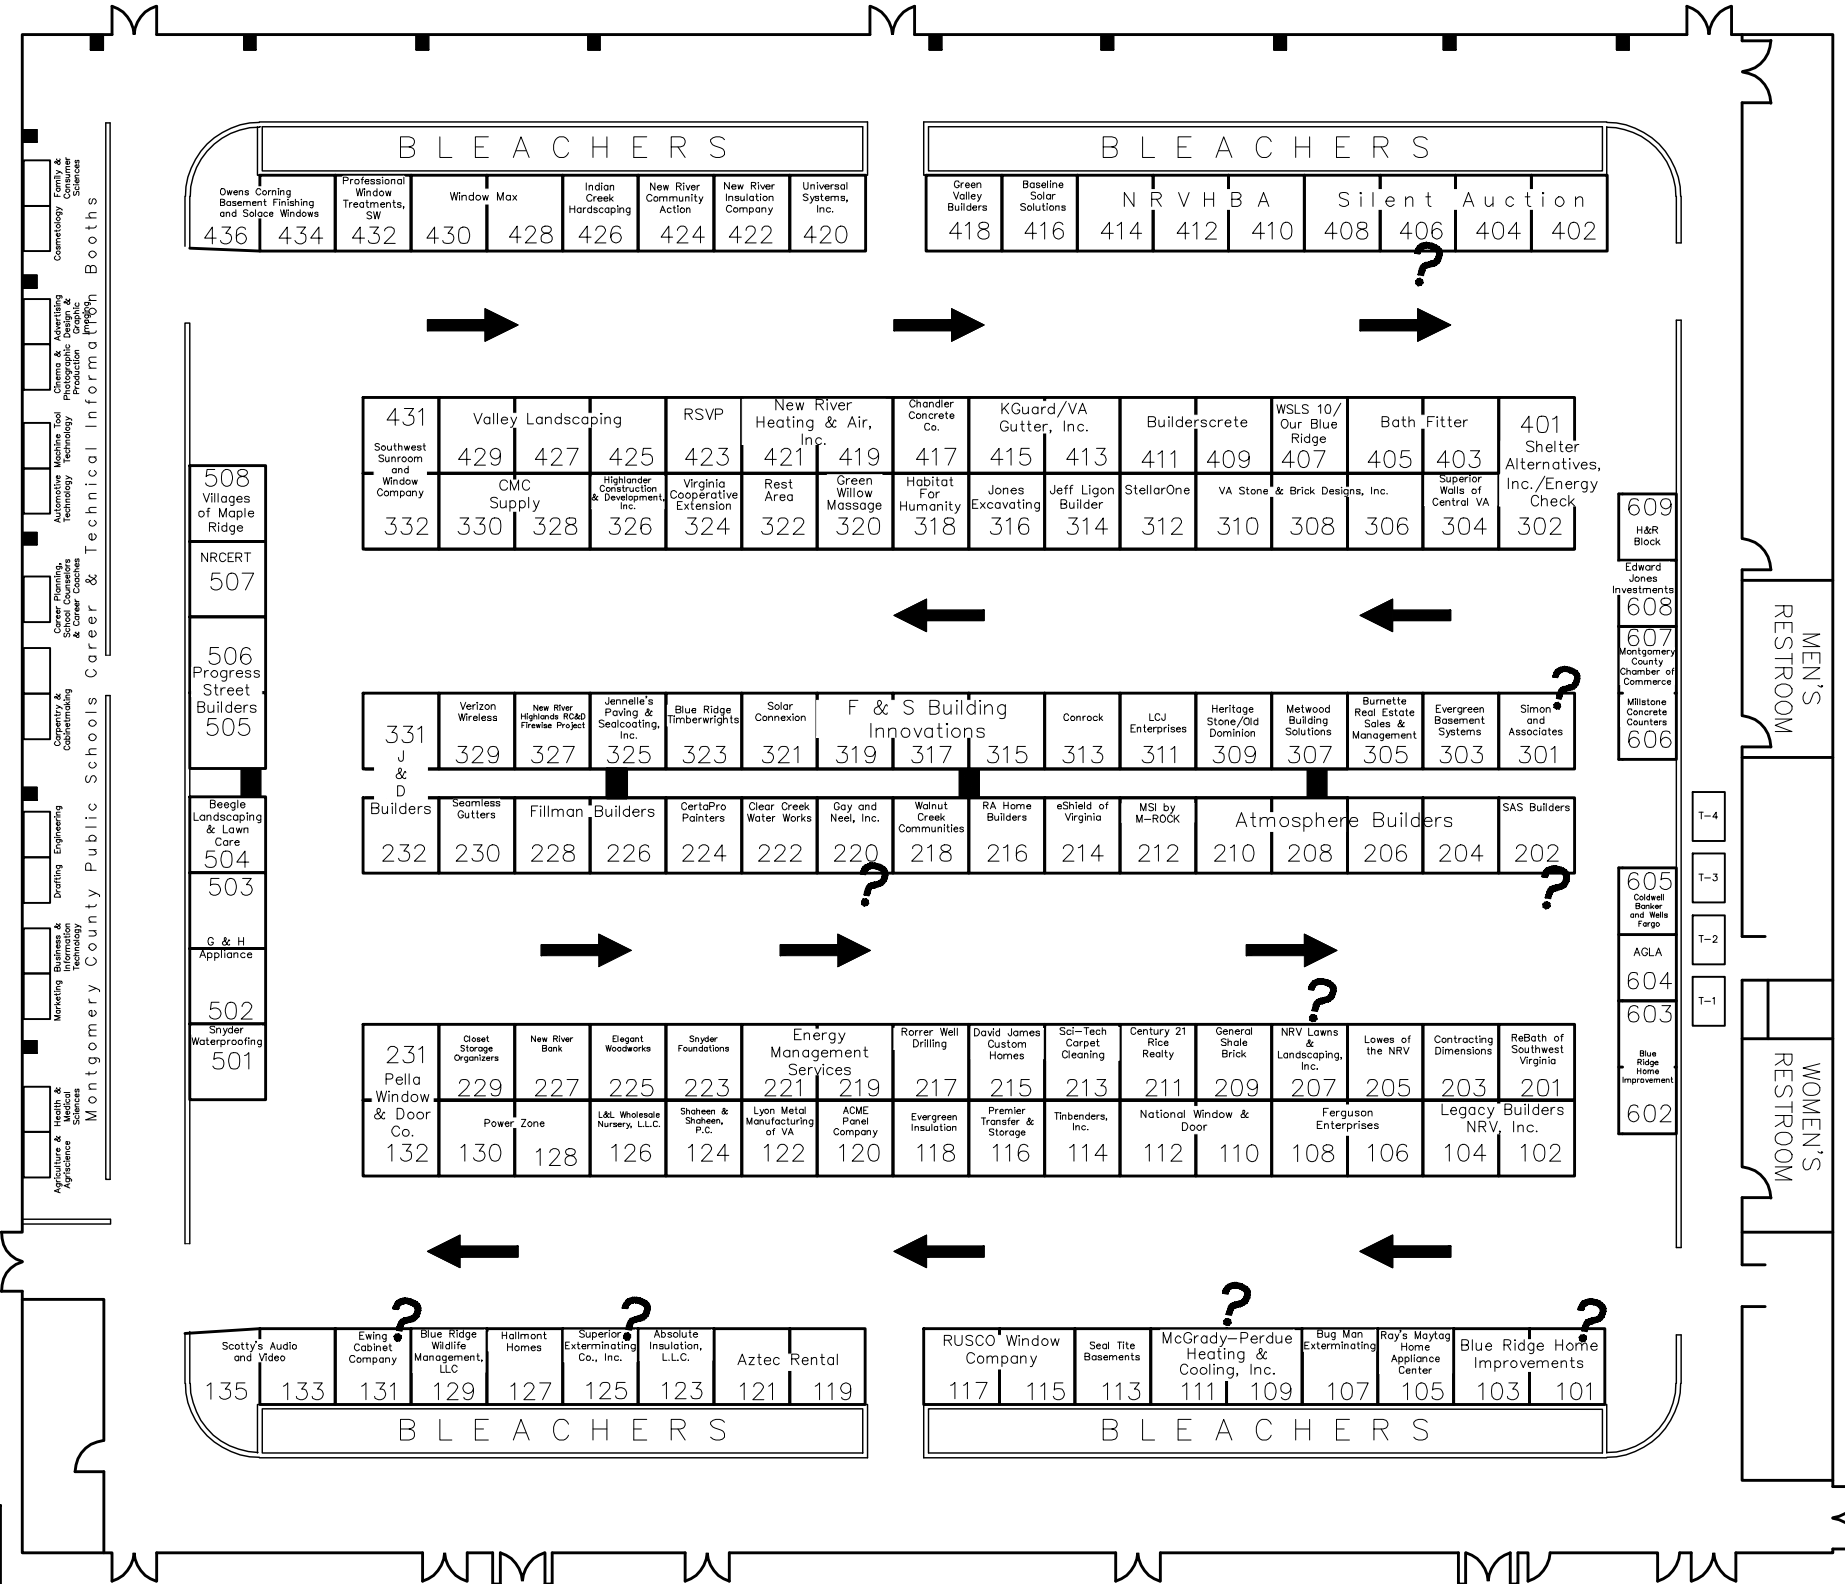 BLEACHERS
BLEACHERS
Owens Corning
Basement Finishing
and Solace Windows
436
434
Professional
Window
Treatments,
SW
432
Window Max
430
428
Indian
Creek
Hardscaping
426
New River
Community
Action
424
New River
Insulation
Company
422
Universal
Systems,
Inc.
420
Green
Valley
Builders
418
Baseline
Solar
Solutions
416
NRVHBA
414
412
410
Silent Auction
408
406
404
402
?
431
Southwest
Sunroom
and
Window
Company
332
Valley Landscaping
429
427
425
RSVP
423
New River
Heating & Air,
Inc.
421
419
Chandler
Concrete
Co.
417
KGuard/VA
Gutter, Inc.
415
413
Builderscrete
411
409
WSLS 10/
Our Blue
Ridge
407
Bath Fitter
405
403
401
Shelter
Alternatives,
Inc./Energy
Check
302
CMC
Supply
330
328
Highlander
Construction
& Development,
Inc.
326
Virginia
Cooperative
Extension
324
Rest
Area
322
Green
Willow
Massage
320
Habitat
For
Humanity
318
Jones
Excavating
316
Jeff Ligon
Builder
314
StellarOne
312
VA Stone & Brick Designs, Inc.
310
308
306
Superior
Walls of
Central VA
304
508
Villages
of Maple
Ridge
NRCERT
507
506
Progress
Street
Builders
505
Beegle
Landscaping
& Lawn
Care
504
503
G & H
Appliance
502
Snyder
Waterproofing
501
609
H&R
Block
Edward
Jones
Investments
608
607
Montgomery
County
Chamber of
Commerce
Millstone
Concrete
Counters
606
605
Coldwell
Banker
and Wells
Fargo
AGLA
604
603
Blue
Ridge
Home
Improvement
602
T-4
T-3
T-2
T-1
MEN'S
RESTROOM
WOMEN'S
RESTROOM
331
J
&
D
Builders
232
Verizon
Wireless
329
New River
Highlands RC&D
Firewise Project
327
Jennelle's
Paving &
Sealcoating,
Inc.
325
Blue Ridge
Timberwrights
323
Solar
Connexion
321
F & S Building
Innovations
319
317
315
Conrock
313
LCJ
Enterprises
311
Heritage
Stone/Old
Dominion
309
Metwood
Building
Solutions
307
Burnette
Real Estate
Sales &
Management
305
Evergreen
Basement
Systems
303
Simon
and
Associates
301
?
Seamless
Gutters
230
Fillman Builders
228
226
CertaPro
Painters
224
Clear Creek
Water Works
222
Gay and
Neel, Inc.
220
?
Walnut
Creek
Communities
218
RA Home
Builders
216
eShield of
Virginia
214
MSI by
M-ROCK
212
Atmosphere Builders
210
208
206
204
SAS Builders
202
?
?
231
Pella
Window
& Door
Co.
132
Closet
Storage
Organizers
229
New River
Bank
227
Elegant
Woodworks
225
Snyder
Foundations
223
Energy
Management
Services
221
219
Rorrer Well
Drilling
217
David James
Custom
Homes
215
Sci-Tech
Carpet
Cleaning
213
Century 21
Rice
Realty
211
General
Shale
Brick
209
NRV Lawns
&
Landscaping,
Inc.
207
Lowes of
the NRV
205
Contracting
Dimensions
203
ReBath of
Southwest
Virginia
201
Power Zone
130
128
L&L Wholesale
Nursery, L.L.C.
126
Shaheen &
Shaheen,
P.C.
124
Lyon Metal
Manufacturing
of VA
122
ACME
Panel
Company
120
Evergreen
Insulation
118
Premier
Transfer &
Storage
116
Tinbenders,
Inc.
114
National Window &
Door
112
110
Ferguson
Enterprises
108
106
Legacy Builders
NRV, Inc.
104
102
Scotty's Audio
and Video
135
133
Ewing
Cabinet
Company
131
?
Blue Ridge
Wildlife
Management,
LLC
129
Hallmont
Homes
127
Superior
Exterminating
Co., Inc.
125
?
Absolute
Insulation,
L.L.C.
123
Aztec Rental
121
119
RUSCO Window
Company
117
115
Seal Tite
Basements
113
McGrady-Perdue
Heating &
Cooling, Inc.
111
109
?
Bug Man
Exterminating
107
Ray's Maytag
Home
Appliance
Center
105
Blue Ridge Home
Improvements
103
101
?
BLEACHERS
BLEACHERS
Montgomery County Public Schools Career & Technical Information Booths
Family &
Consumer
Sciences
Cosmetology
Advertising
Design &
Graphic
Imaging
Cinema &
Photographic
Production
Machine Tool
Technology
Automotive
Technology
Career Planning,
School Counselors
& Career Coaches
Carpentry &
Cabinetmaking
Engineering
Drafting
Business &
Information
Technology
Marketing
Health &
Medical
Sciences
Agriculture &
Agriscience